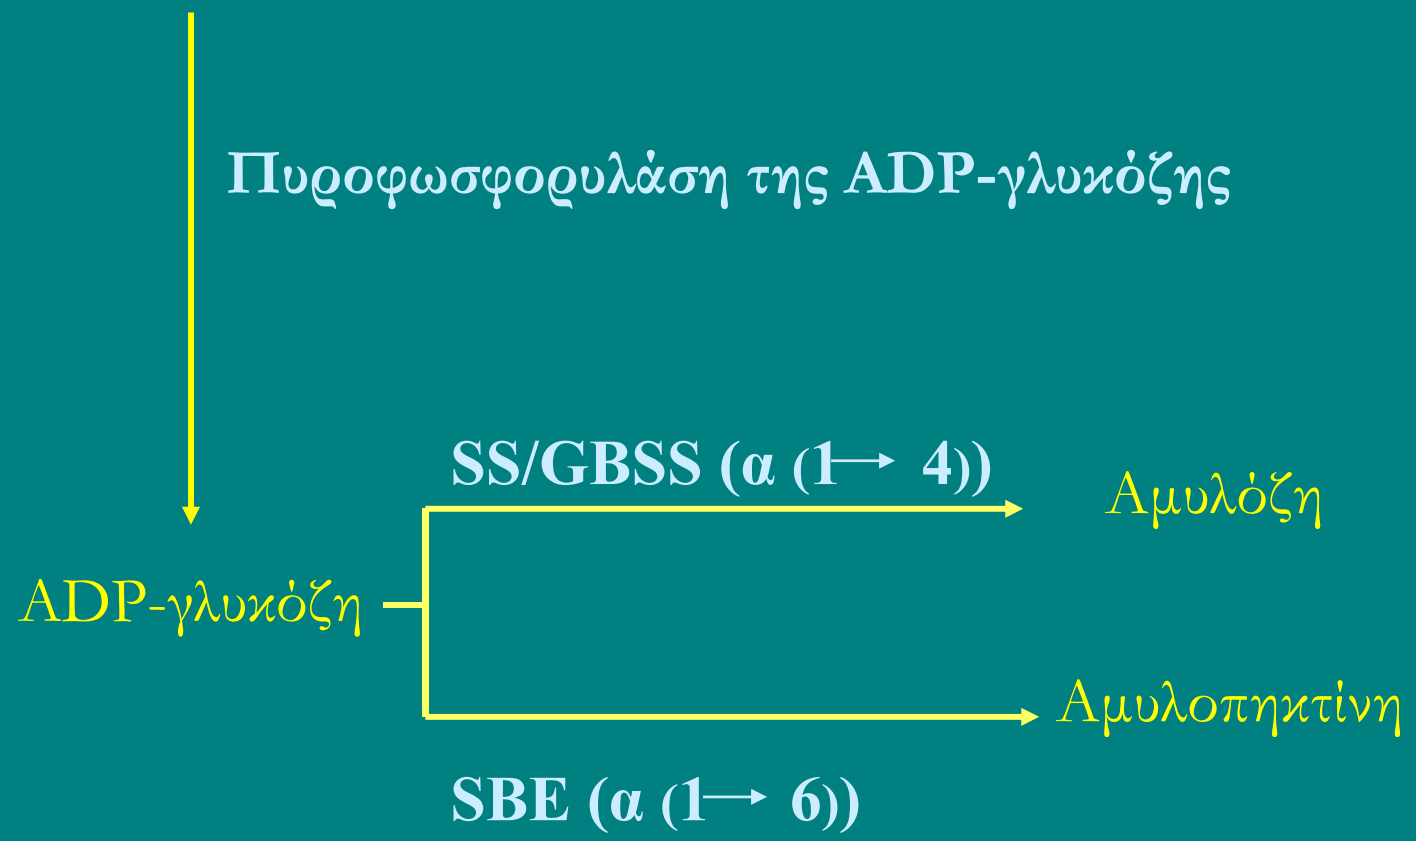 Πυροφωσφορυλάση της ADP-γλυκόζης
SS/GBSS (α (1→ 4))
Αμυλόζη
ADP-γλυκόζη
Αμυλοπηκτίνη
SBE (α (1→ 6))